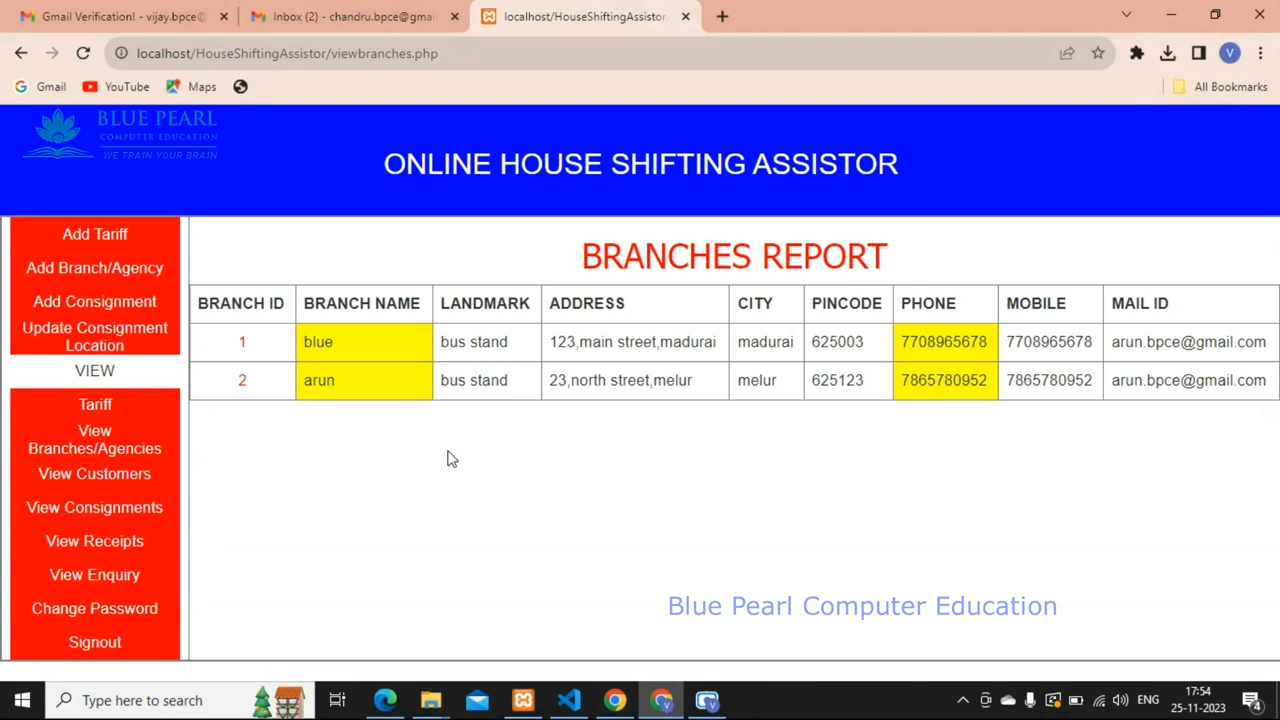 Gmail Verification! - vijay.bpce@
Inbox (2) - chandru.bpce@gmai
localhost/HouseShiftingAssistor
localhost/HouseShiftingAssistor/viewbranches.php
V
Gmail
YouTube
Maps
All Bookmarks
BLUE PEARL
COMPUTER EDUCATION
WE TRAIN YOUR BRAIN
ONLINE HOUSE SHIFTING ASSISTOR
Add Tariff
Add Branch/Agency
Add Consignment
Update Consignment
Location
VIEW
Tariff
View
Branches/Agencies
View Customers
View Consignments
View Receipts
View Enquiry
Change Password
Signout
BRANCHES REPORT
BRANCH ID BRANCH NAME LANDMARK ADDRESS CITY PINCODE PHONE MOBILE MAIL ID
1 blue bus stand 123,main street,madurai madurai 625003 7708965678 7708965678 arun.bpce@gmail.com
2 arun bus stand 23,north street,melur melur 625123 7865780952 7865780952 arun.bpce@gmail.com
Blue Pearl Computer Education
Type here to search
ENG
17:54
25-11-2023
4